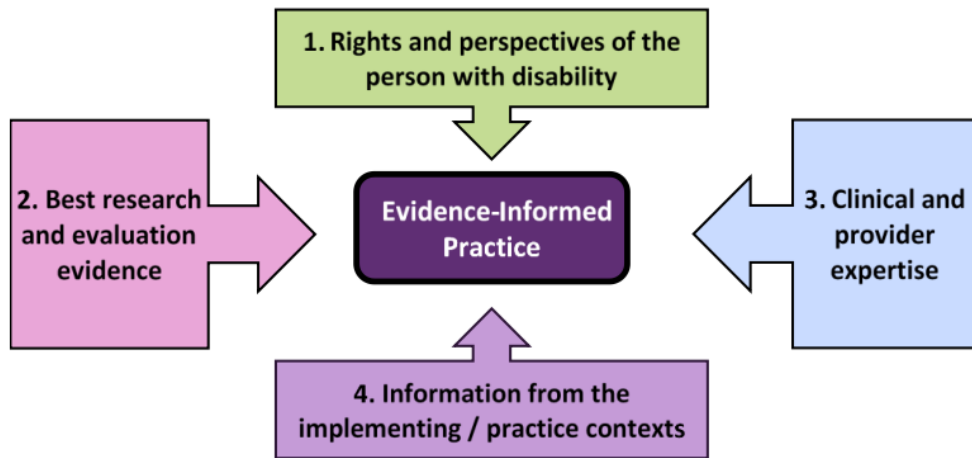 1. Rights and perspectives of the
person with disability
2. Best research
and evaluation
evidence
Evidence-Informed
Practice
3. Clinical and
provider
expertise
4. Information from the
implementing / practice contexts